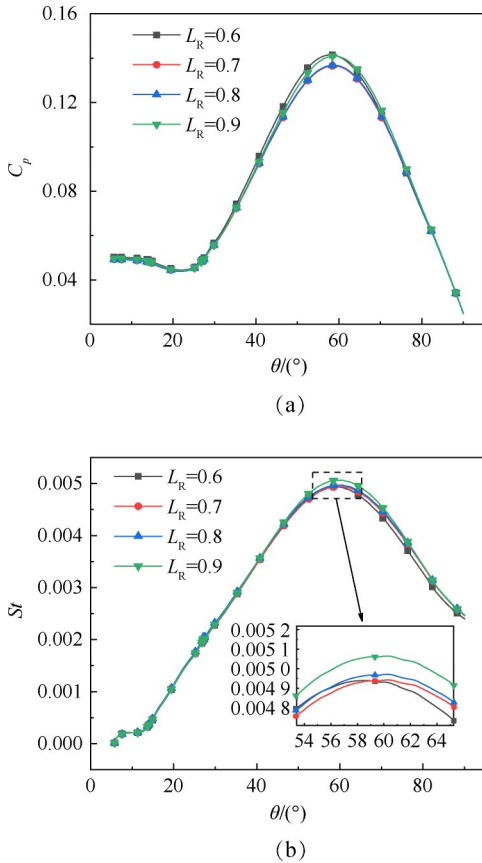 0.16
0.12
0.08
0.04
C_p
L_R=0.6
L_R=0.7
L_R=0.8
L_R=0.9
0 20 40 60 80
θ/(°)
(a)
0.005
0.004
0.003
0.002
0.001
0.000
St
L_R=0.6
L_R=0.7
L_R=0.8
L_R=0.9
0.005 2
0.005 1
0.005 0
0.004 9
0.004 8
54 56 58 60 62 64
0 20 40 60 80
θ/(°)
(b)